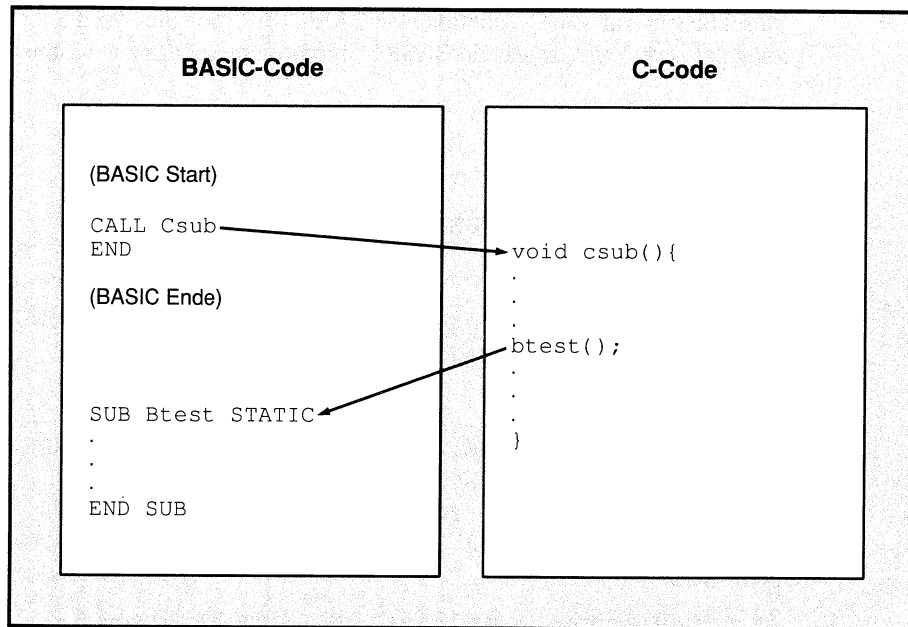 BASIC-Code
(BASIC Start)
CALL Csub
END
(BASIC Ende)
SUB Btest STATIC
.
.
.
END SUB
C-Code
void csub(){
.
.
.
btest();
.
.
.
}